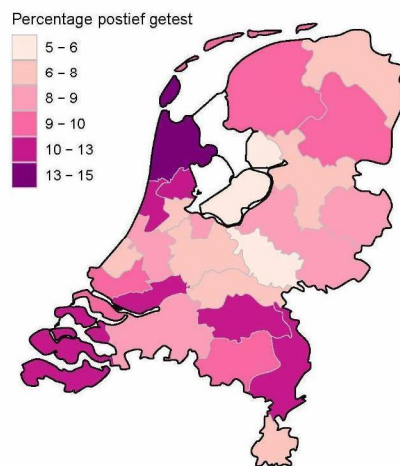 Percentage postief getest
5 – 6
6 – 8
8 – 9
9 – 10
10 – 13
13 – 15